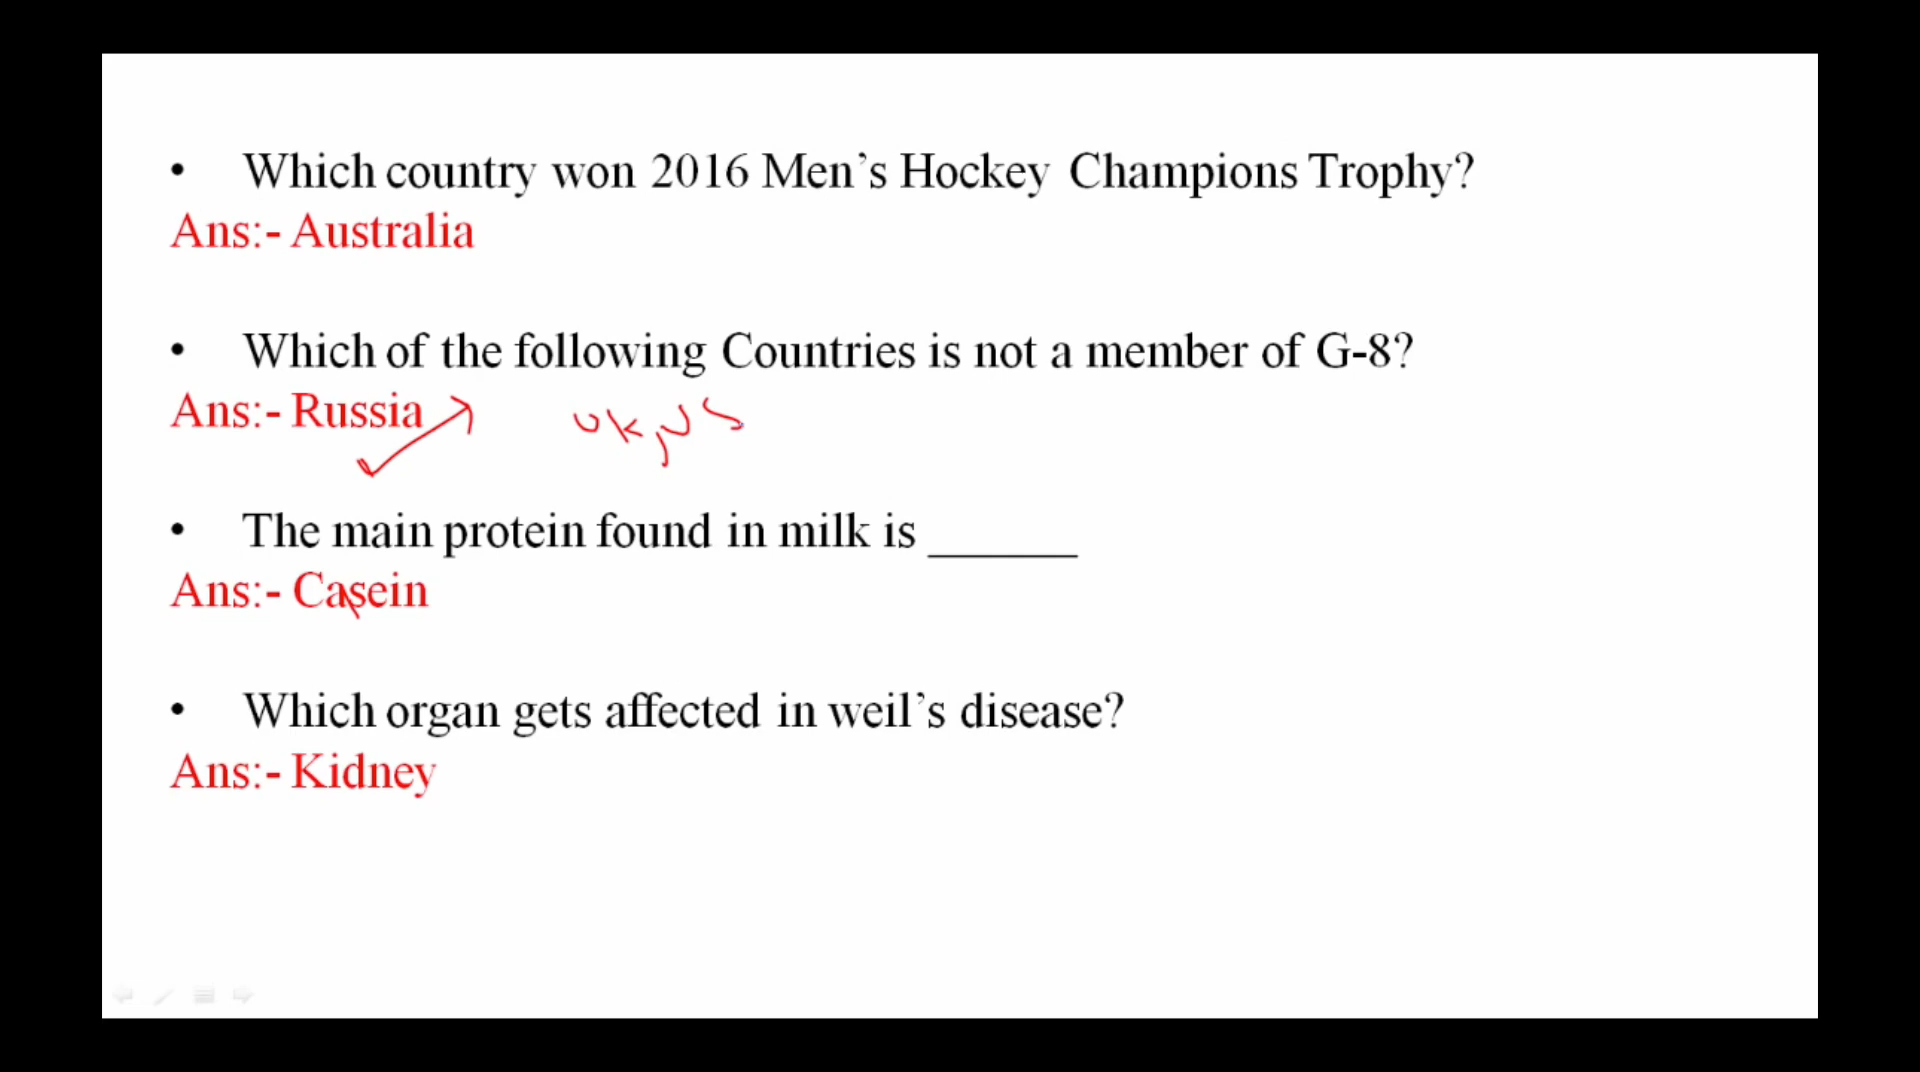 • Which country won 2016 Men’s Hockey Champions Trophy?
Ans:- Australia
• Which of the following Countries is not a member of G-8?
Ans:- Russia
UK, US
• The main protein found in milk is ______
Ans:- Casein
• Which organ gets affected in weil’s disease?
Ans:- Kidney